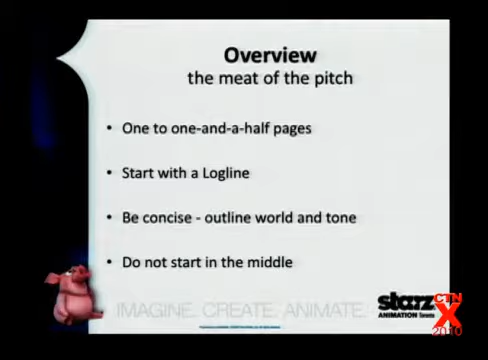 Overview
the meat of the pitch
• One to one-and-a-half pages
• Start with a Logline
• Be concise - outline world and tone
• Do not start in the middle
IMAGINE. CREATE. ANIMATE.
starz
ANIMATION Toronto
CTN
X
2010